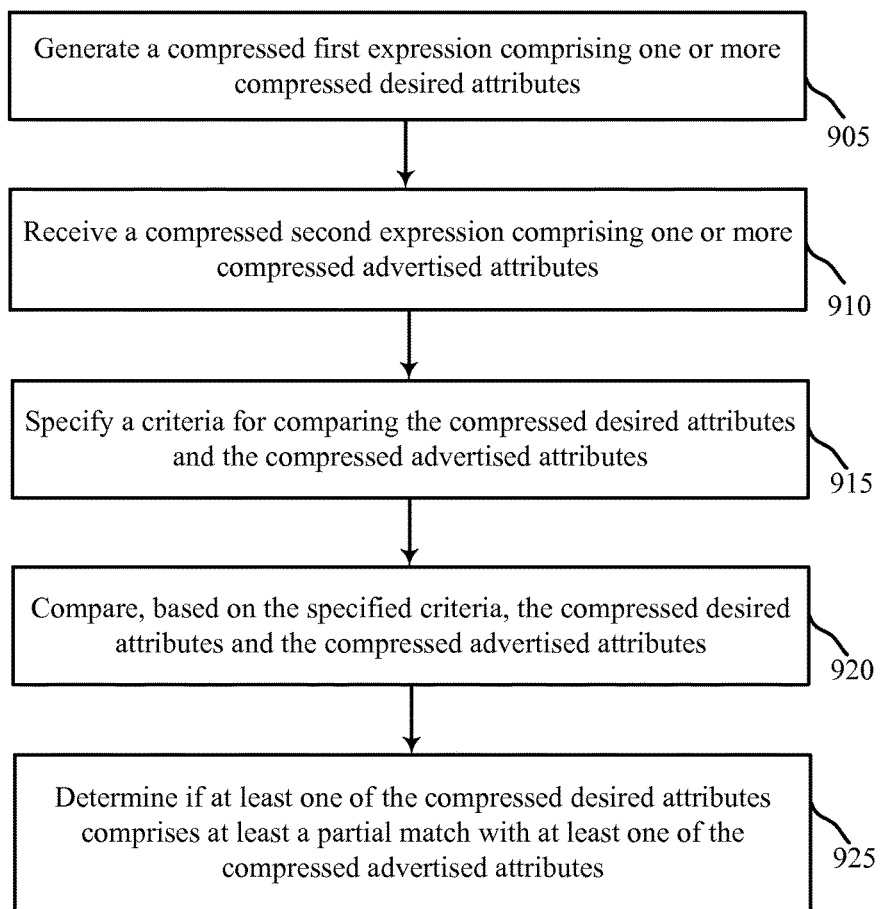 Generate a compressed first expression comprising one or more
compressed desired attributes
905
Receive a compressed second expression comprising one or more
compressed advertised attributes
910
Specify a criteria for comparing the compressed desired attributes
and the compressed advertised attributes
915
Compare, based on the specified criteria, the compressed desired
attributes and the compressed advertised attributes
920
Determine if at least one of the compressed desired attributes
comprises at least a partial match with at least one of the
compressed advertised attributes
925